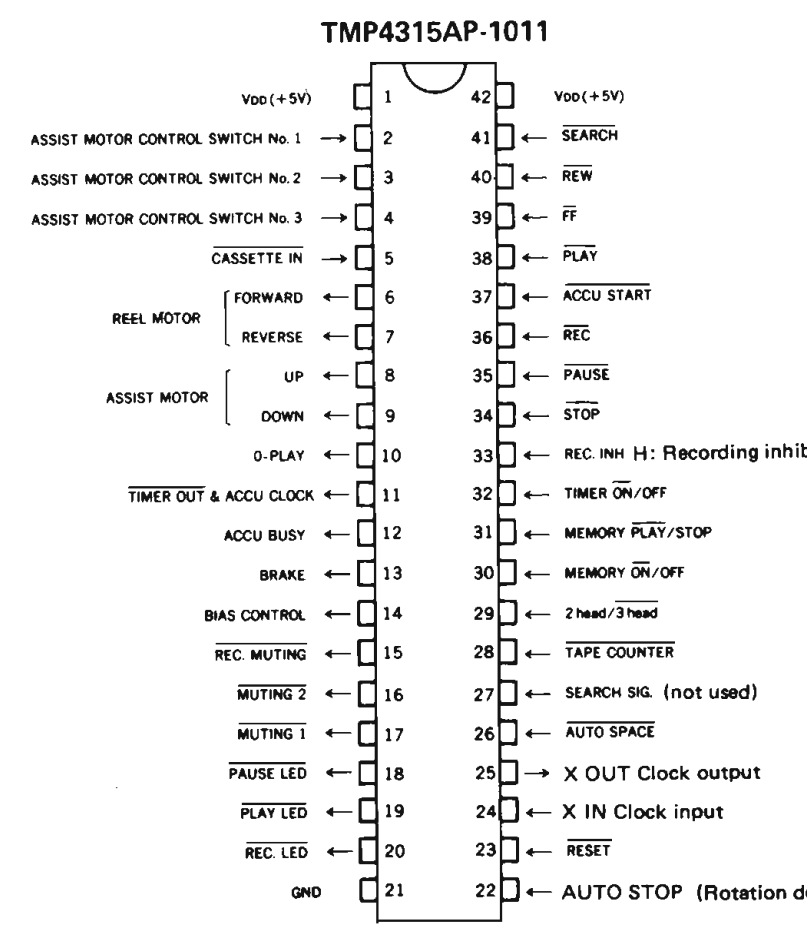 TMP4315AP-1011
VDD (+5V) 1 42 VDD (+5V)
ASSIST MOTOR CONTROL SWITCH No. 1 → 2 41 ← SEARCH
ASSIST MOTOR CONTROL SWITCH No. 2 → 3 40 ← REW
ASSIST MOTOR CONTROL SWITCH No. 3 → 4 39 ← FF
CASSETTE IN → 5 38 ← PLAY
REEL MOTOR
FORWARD ← 6 37 ← ACCU START
REVERSE ← 7 36 ← REC
ASSIST MOTOR
UP ← 8 35 ← PAUSE
DOWN ← 9 34 ← STOP
0-PLAY ← 10 33 ← REC. INH H: Recording inhib
TIMER OUT & ACCU CLOCK ← 11 32 ← TIMER ON/OFF
ACCU BUSY ← 12 31 ← MEMORY PLAY/STOP
BRAKE ← 13 30 ← MEMORY ON/OFF
BIAS CONTROL ← 14 29 ← 2 head/3 head
REC. MUTING ← 15 28 ← TAPE COUNTER
MUTING 2 ← 16 27 ← SEARCH SIG. (not used)
MUTING 1 ← 17 26 ← AUTO SPACE
PAUSE LED ← 18 25 → X OUT Clock output
PLAY LED ← 19 24 ← X IN Clock input
REC. LED ← 20 23 ← RESET
GND 21 22 ← AUTO STOP (Rotation de